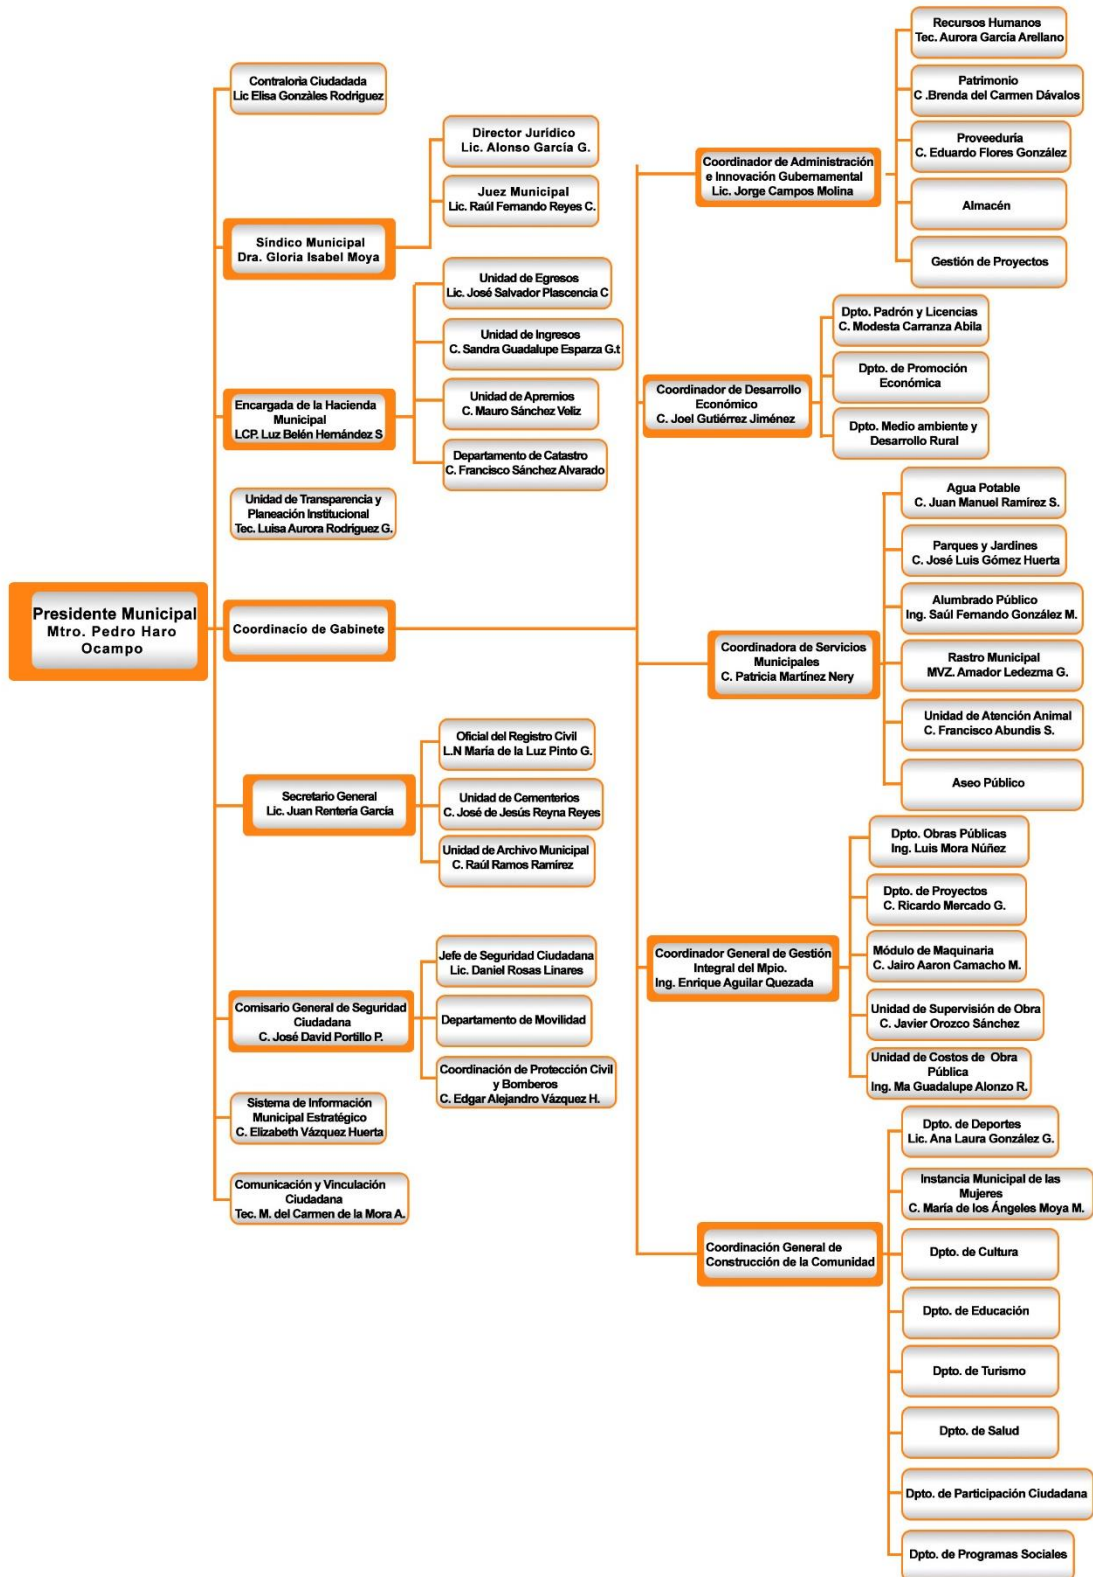 Presidente Municipal
Mtro. Pedro Haro
Ocampo
Contraloria Ciudadada
Lic Elisa Gonzàles Rodriguez
Síndico Municipal
Dra. Gloria Isabel Moya
Director Jurídico
Lic. Alonso García G.
Juez Municipal
Lic. Raúl Fernando Reyes C.
Encargada de la Hacienda
Municipal
LCP. Luz Belén Hernández S
Unidad de Egresos
Lic. José Salvador Plascencia C
Unidad de Ingresos
C. Sandra Guadalupe Esparza G.t
Unidad de Apremios
C. Mauro Sánchez Veliz
Departamento de Catastro
C. Francisco Sánchez Alvarado
Unidad de Transparencia y
Planeación Institucional
Tec. Luisa Aurora Rodriguez G.
Coordinacío de Gabinete
Secretario General
Lic. Juan Rentería García
Oficial del Registro Civil
L.N María de la Luz Pinto G.
Unidad de Cementerios
C. José de Jesús Reyna Reyes
Unidad de Archivo Municipal
C. Raúl Ramos Ramírez
Comisario General de Seguridad
Ciudadana
C. José David Portillo P.
Jefe de Seguridad Ciudadana
Lic. Daniel Rosas Linares
Departamento de Movilidad
Coordinación de Protección Civil
y Bomberos
C. Edgar Alejandro Vázquez H.
Sistema de Información
Municipal Estratégico
C. Elizabeth Vázquez Huerta
Comunicación y Vinculación
Ciudadana
Tec. M. del Carmen de la Mora A.
Coordinador de Administración
e Innovación Gubernamental
Lic. Jorge Campos Molina
Recursos Humanos
Tec. Aurora García Arellano
Patrimonio
C .Brenda del Carmen Dávalos
Proveeduría
C. Eduardo Flores González
Almacén
Gestión de Proyectos
Coordinador de Desarrollo
Económico
C. Joel Gutiérrez Jiménez
Dpto. Padrón y Licencias
C. Modesta Carranza Abila
Dpto. de Promoción
Económica
Dpto. Medio ambiente y
Desarrollo Rural
Coordinadora de Servicios
Municipales
C. Patricia Martínez Nery
Agua Potable
C. Juan Manuel Ramírez S.
Parques y Jardines
C. José Luis Gómez Huerta
Alumbrado Público
Ing. Saúl Fernando González M.
Rastro Municipal
MVZ. Amador Ledezma G.
Unidad de Atención Animal
C. Francisco Abundis S.
Aseo Público
Coordinador General de Gestión
Integral del Mpio.
Ing. Enrique Aguilar Quezada
Dpto. Obras Públicas
Ing. Luis Mora Núñez
Dpto. de Proyectos
C. Ricardo Mercado G.
Módulo de Maquinaria
C. Jairo Aaron Camacho M.
Unidad de Supervisión de Obra
C. Javier Orozco Sánchez
Unidad de Costos de Obra
Pública
Ing. Ma Guadalupe Alonzo R.
Coordinación General de
Construcción de la Comunidad
Dpto. de Deportes
Lic. Ana Laura González G.
Instancia Municipal de las
Mujeres
C. María de los Ángeles Moya M.
Dpto. de Cultura
Dpto. de Educación
Dpto. de Turismo
Dpto. de Salud
Dpto. de Participación Ciudadana
Dpto. de Programas Sociales